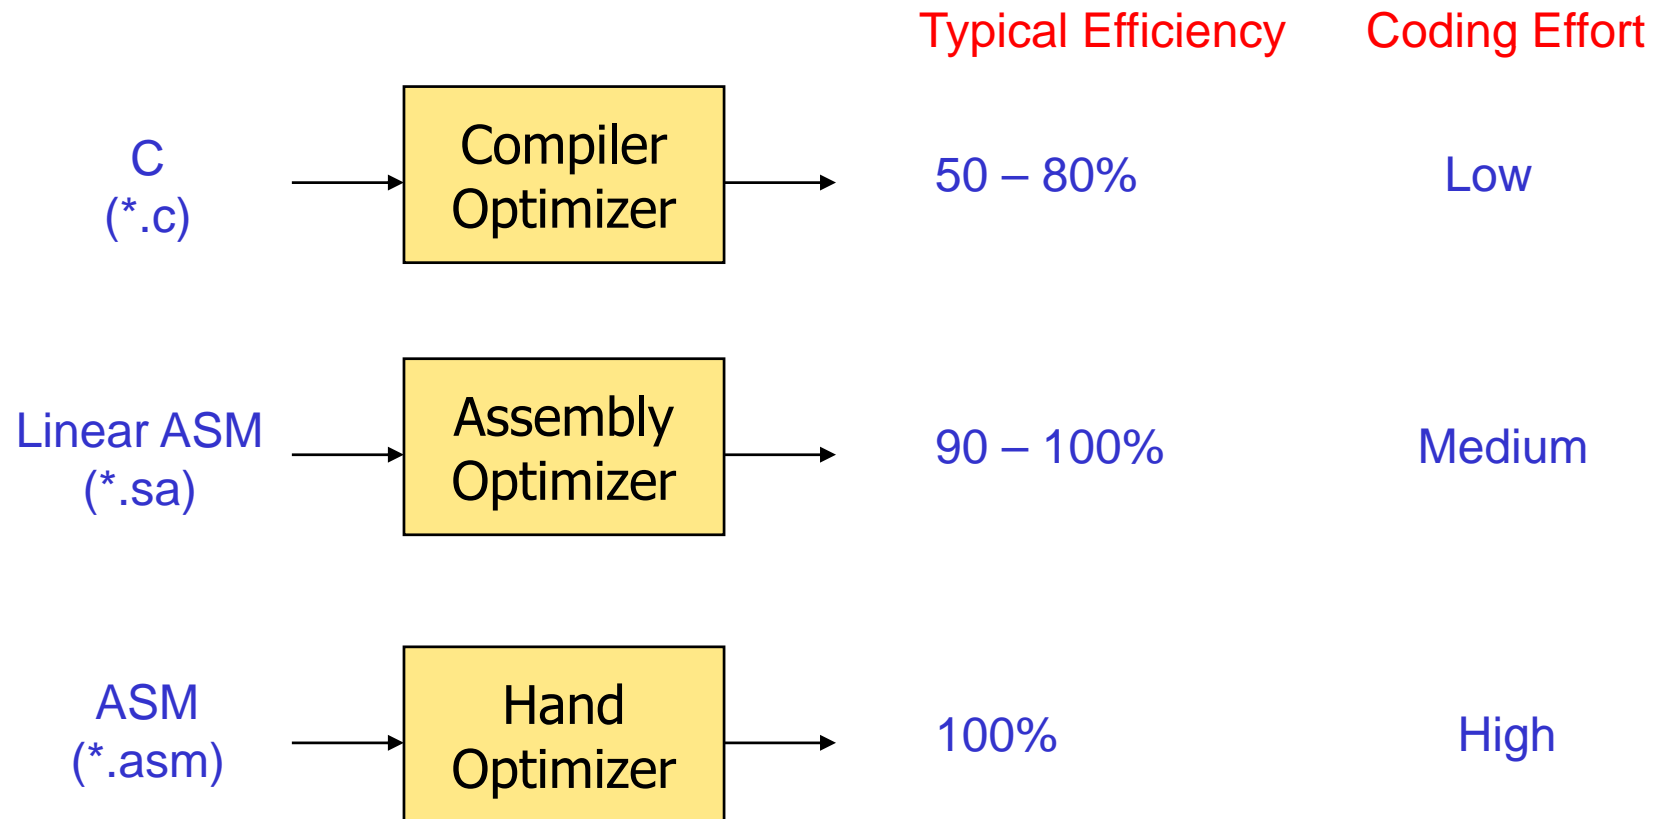 Typical Efficiency Coding Effort
C
(*.c)
Compiler
Optimizer
50 – 80%
Low
Linear ASM
(*.sa)
Assembly
Optimizer
90 – 100%
Medium
ASM
(*.asm)
Hand
Optimizer
100%
High